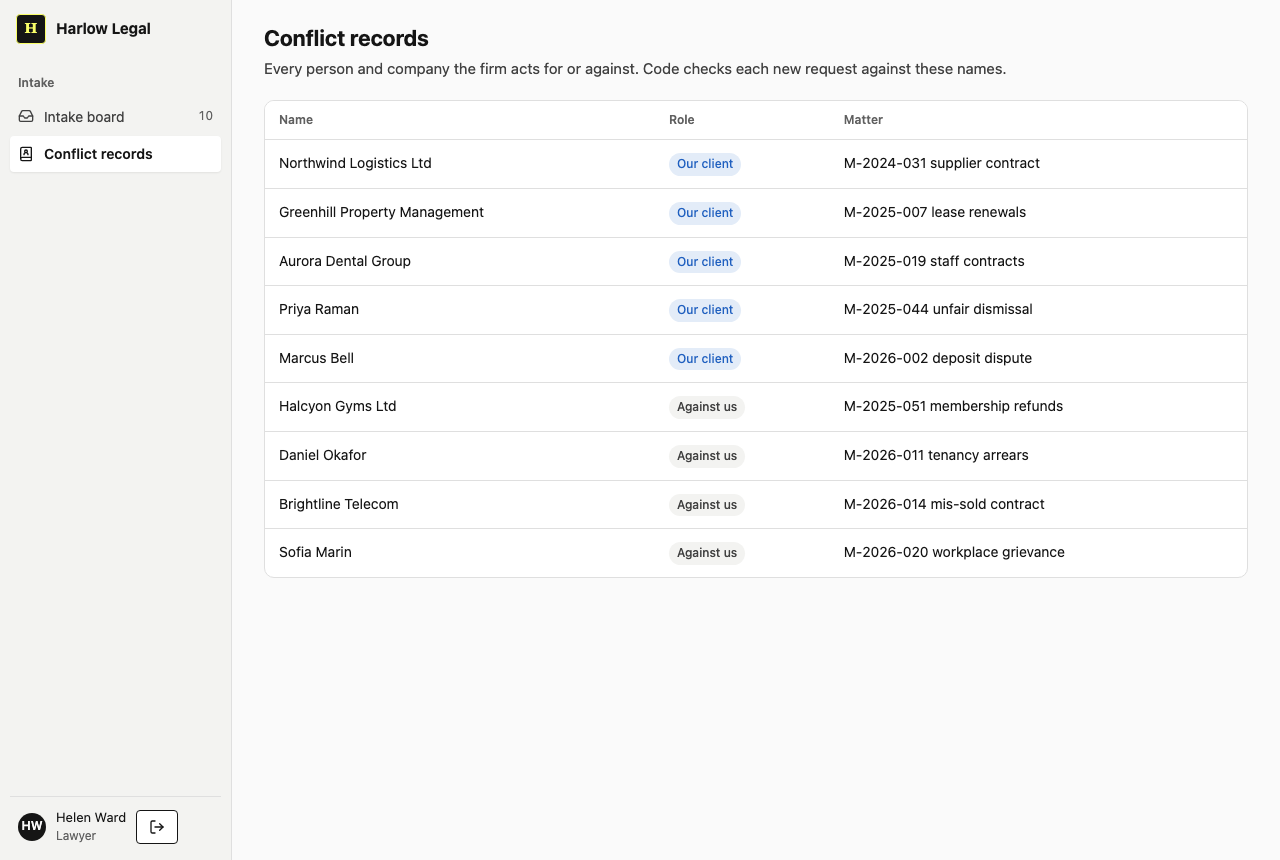 H Harlow Legal
Intake
Intake board 10
Conflict records
HW Helen Ward
Lawyer
Conflict records
Every person and company the firm acts for or against. Code checks each new request against these names.
Name Role Matter
Northwind Logistics Ltd Our client M-2024-031 supplier contract
Greenhill Property Management Our client M-2025-007 lease renewals
Aurora Dental Group Our client M-2025-019 staff contracts
Priya Raman Our client M-2025-044 unfair dismissal
Marcus Bell Our client M-2026-002 deposit dispute
Halcyon Gyms Ltd Against us M-2025-051 membership refunds
Daniel Okafor Against us M-2026-011 tenancy arrears
Brightline Telecom Against us M-2026-014 mis-sold contract
Sofia Marin Against us M-2026-020 workplace grievance